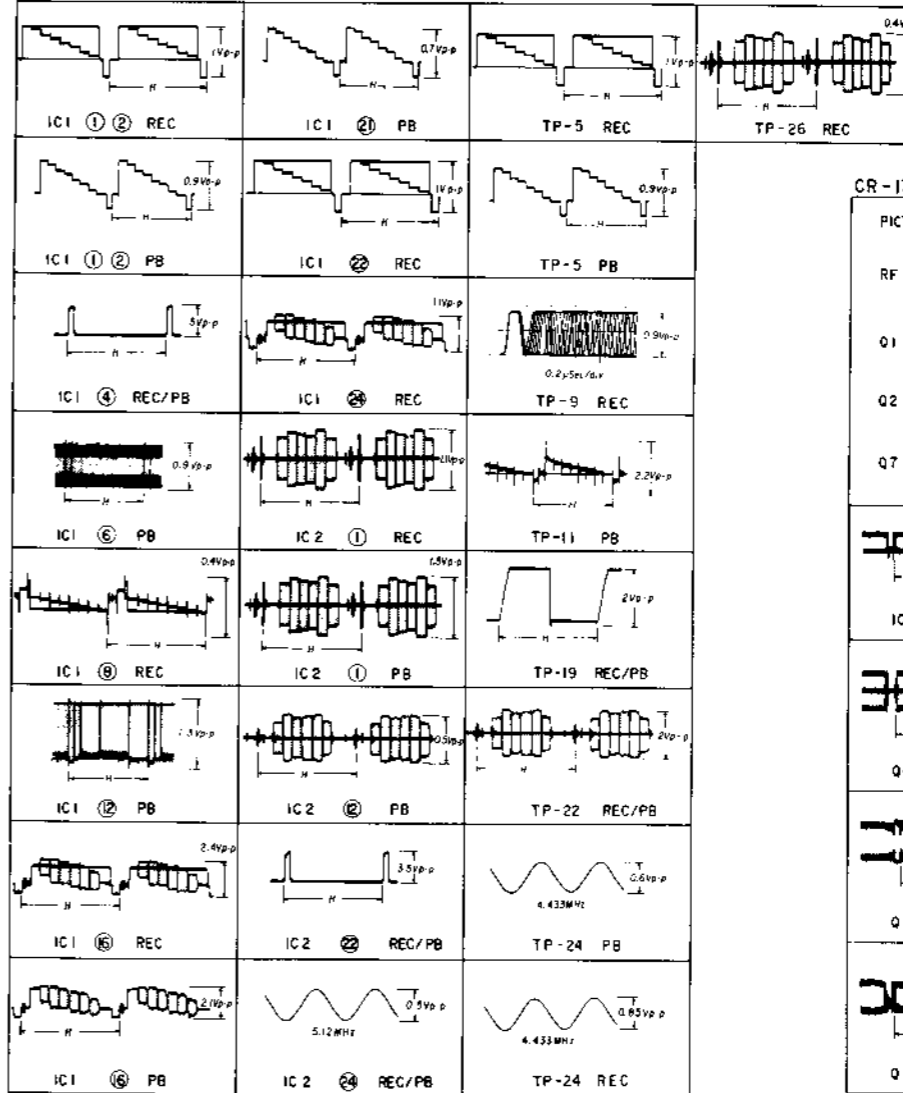 1Vp-p
H
IC1 ① ② REC
0.7Vp-p
H
IC1 ㉑ PB
1Vp-p
H
TP-5 REC
0.4V
H
TP-26 REC
0.9Vp-p
H
IC1 ① ② PB
1Vp-p
H
IC1 ㉒ REC
0.9Vp-p
H
TP-5 PB
5Vp-p
H
IC1 ④ REC/PB
1.1Vp-p
H
IC1 ㉔ REC
0.9Vp-p
0.2µSec/div
TP-9 REC
0.9Vp-p
H
IC1 ⑥ PB
H
IC2 ① REC
2.2Vp-p
H
TP-11 PB
0.4Vp-p
H
IC1 ⑧ REC
1.5Vp-p
H
IC2 ① PB
2Vp-p
H
TP-19 REC/PB
H
IC1 ⑫ PB
0.5Vp-p
H
IC2 ⑫ PB
2Vp-p
H
TP-22 REC/PB
2.4Vp-p
H
IC1 ⑯ REC
3.5Vp-p
H
IC2 ㉒ REC/PB
0.6Vp-p
4.433MHz
TP-24 PB
2.1Vp-p
H
IC1 ⑯ PB
0.5Vp-p
5.12MHz
IC2 ㉔ REC/PB
0.85Vp-p
4.433MHz
TP-24 REC
CR-1
PIC
RF
Q1
Q2
Q7
IC
Q
Q
Q